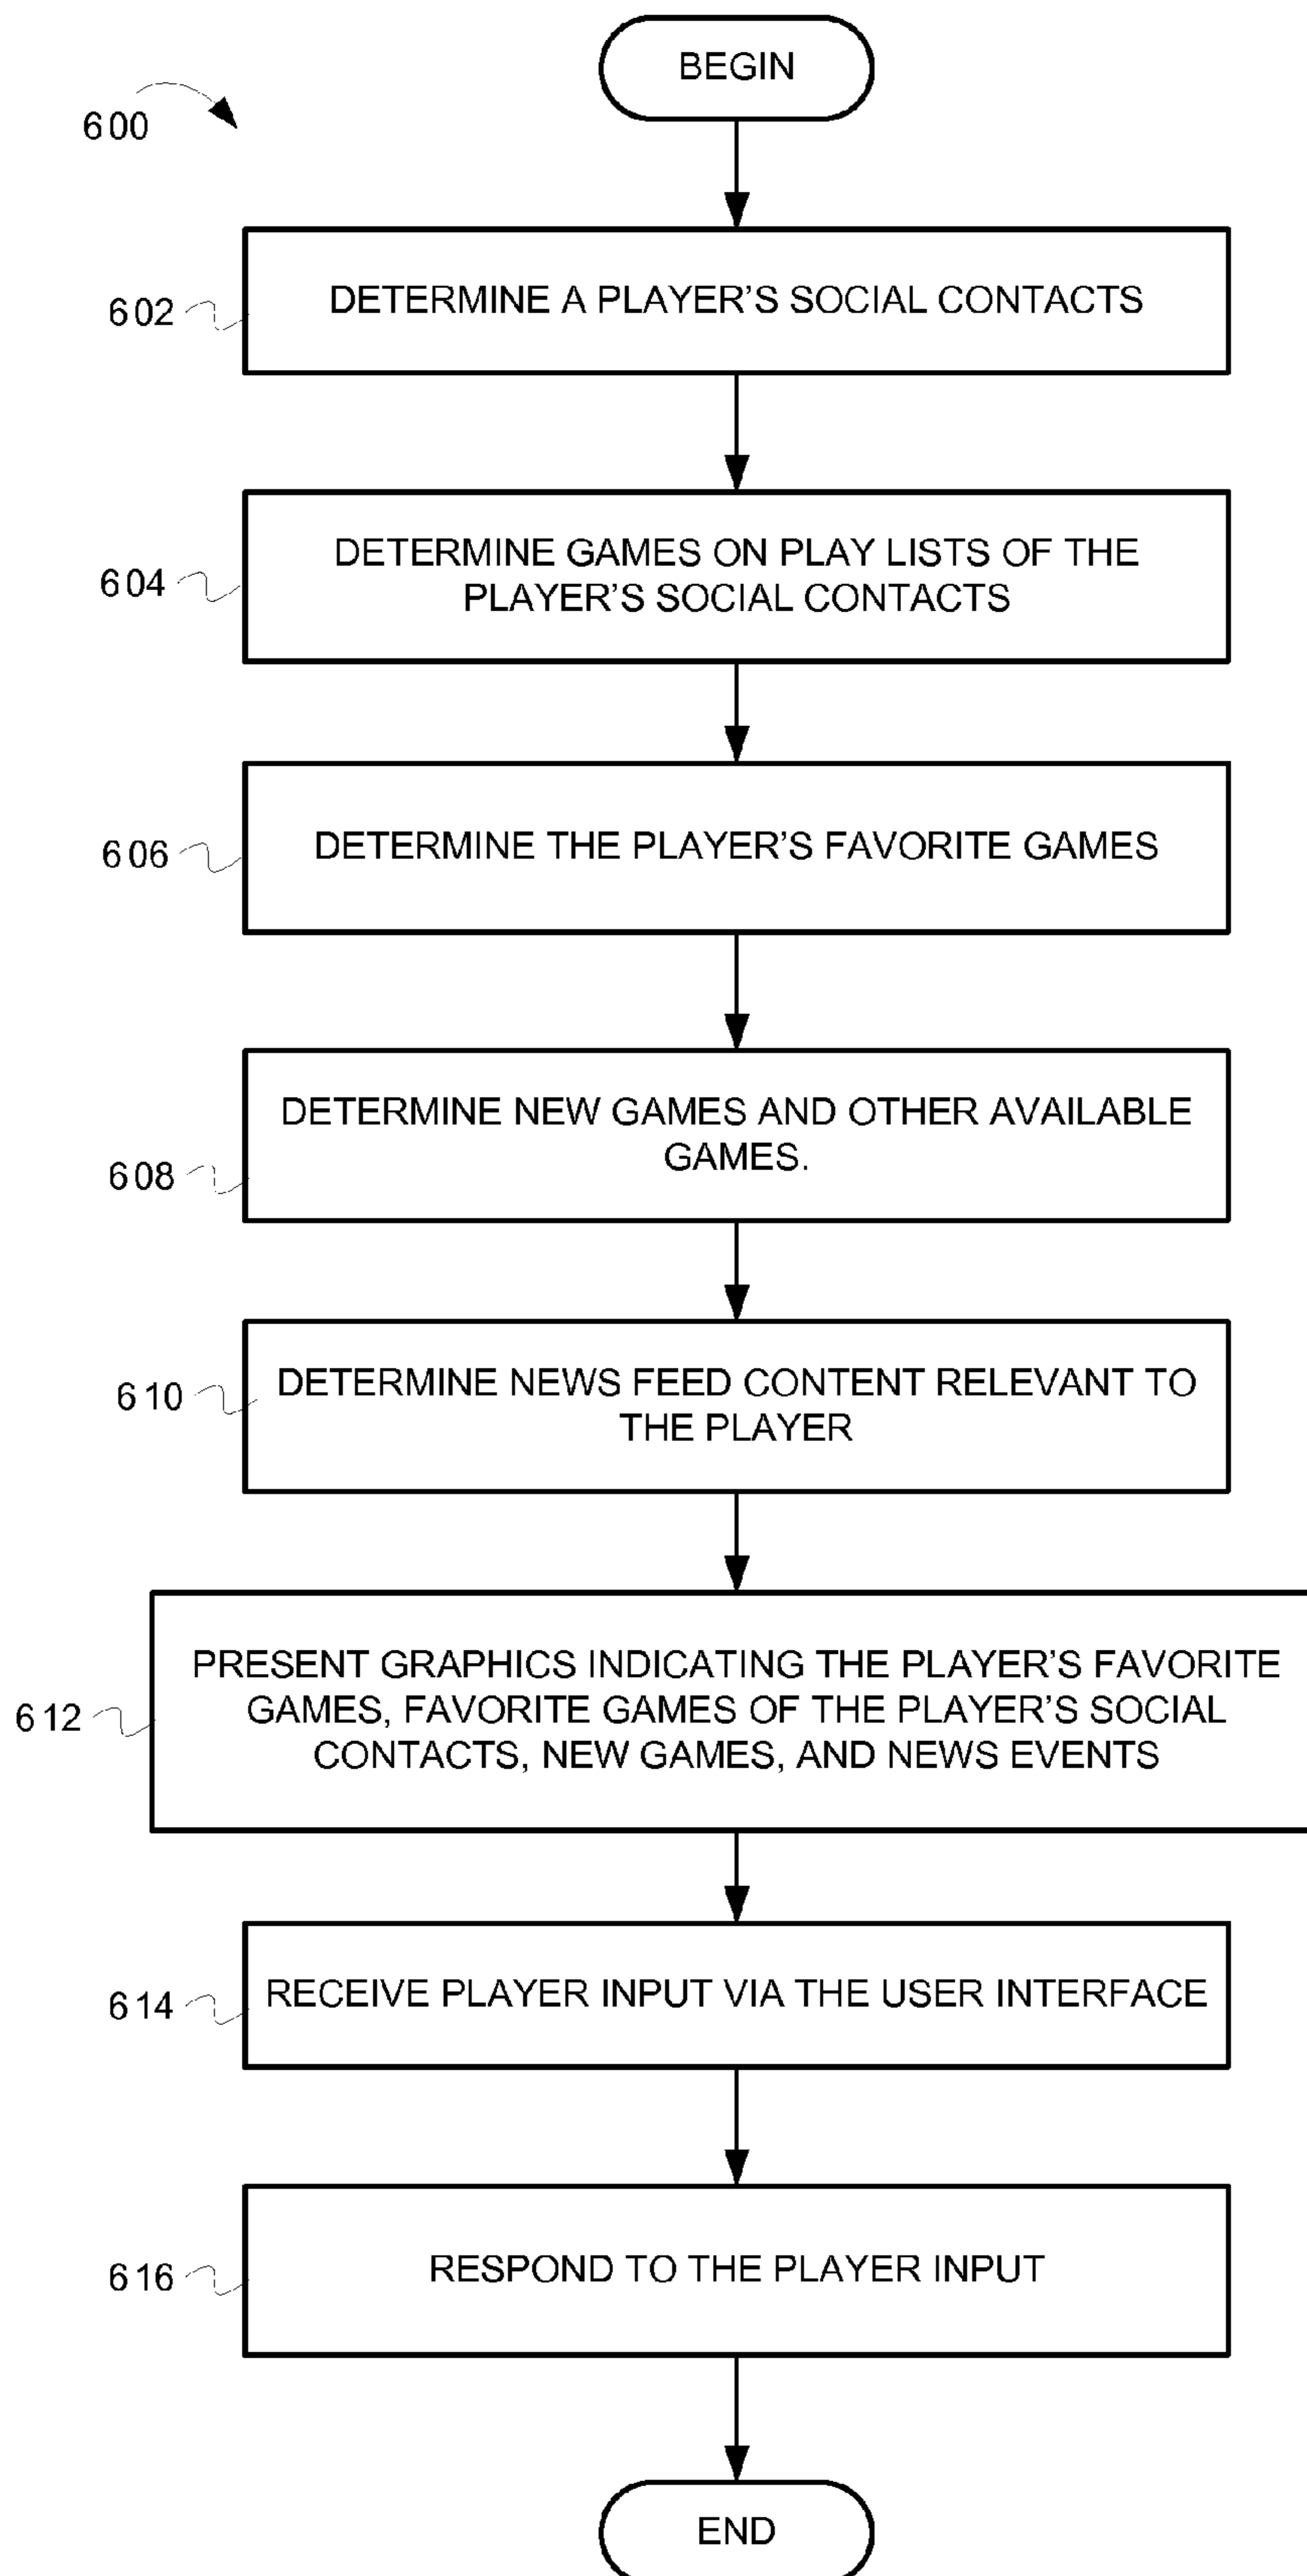 BEGIN
600
602
DETERMINE A PLAYER’S SOCIAL CONTACTS
604
DETERMINE GAMES ON PLAY LISTS OF THE
PLAYER’S SOCIAL CONTACTS
606
DETERMINE THE PLAYER’S FAVORITE GAMES
608
DETERMINE NEW GAMES AND OTHER AVAILABLE
GAMES.
610
DETERMINE NEWS FEED CONTENT RELEVANT TO
THE PLAYER
612
PRESENT GRAPHICS INDICATING THE PLAYER’S FAVORITE
GAMES, FAVORITE GAMES OF THE PLAYER’S SOCIAL
CONTACTS, NEW GAMES, AND NEWS EVENTS
614
RECEIVE PLAYER INPUT VIA THE USER INTERFACE
616
RESPOND TO THE PLAYER INPUT
END